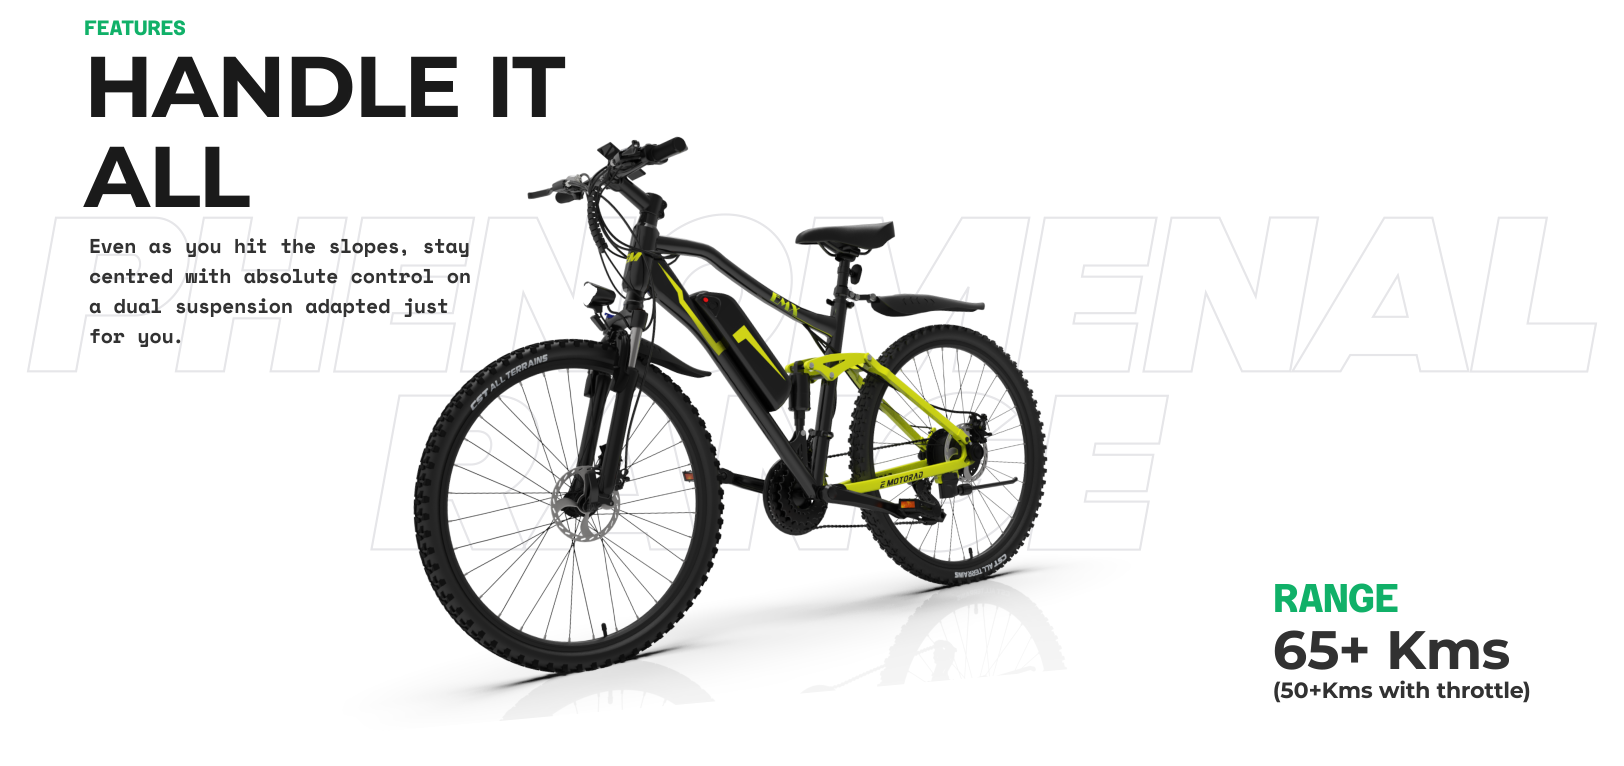 FEATURES
HANDLE IT
ALL
Even as you hit the slopes, stay
centred with absolute control on
a dual suspension adapted just
for you.
PHENOMENAL
RANGE
EMX
CST ALL TERRAINS
E MOTORAD
CST ALL TERRAINS
RANGE
65+ Kms
(50+Kms with throttle)